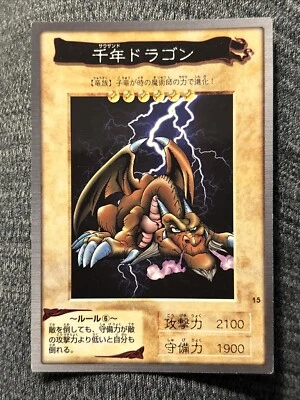 サウザンド
千年ドラゴン
【竜族】子竜が時の魔術師の力で進化！
15
〜ルール⑥〜
敵を倒しても、守備力が敵
の攻撃力より低いと自分も
倒れる。
攻撃力 2100
守備力 1900